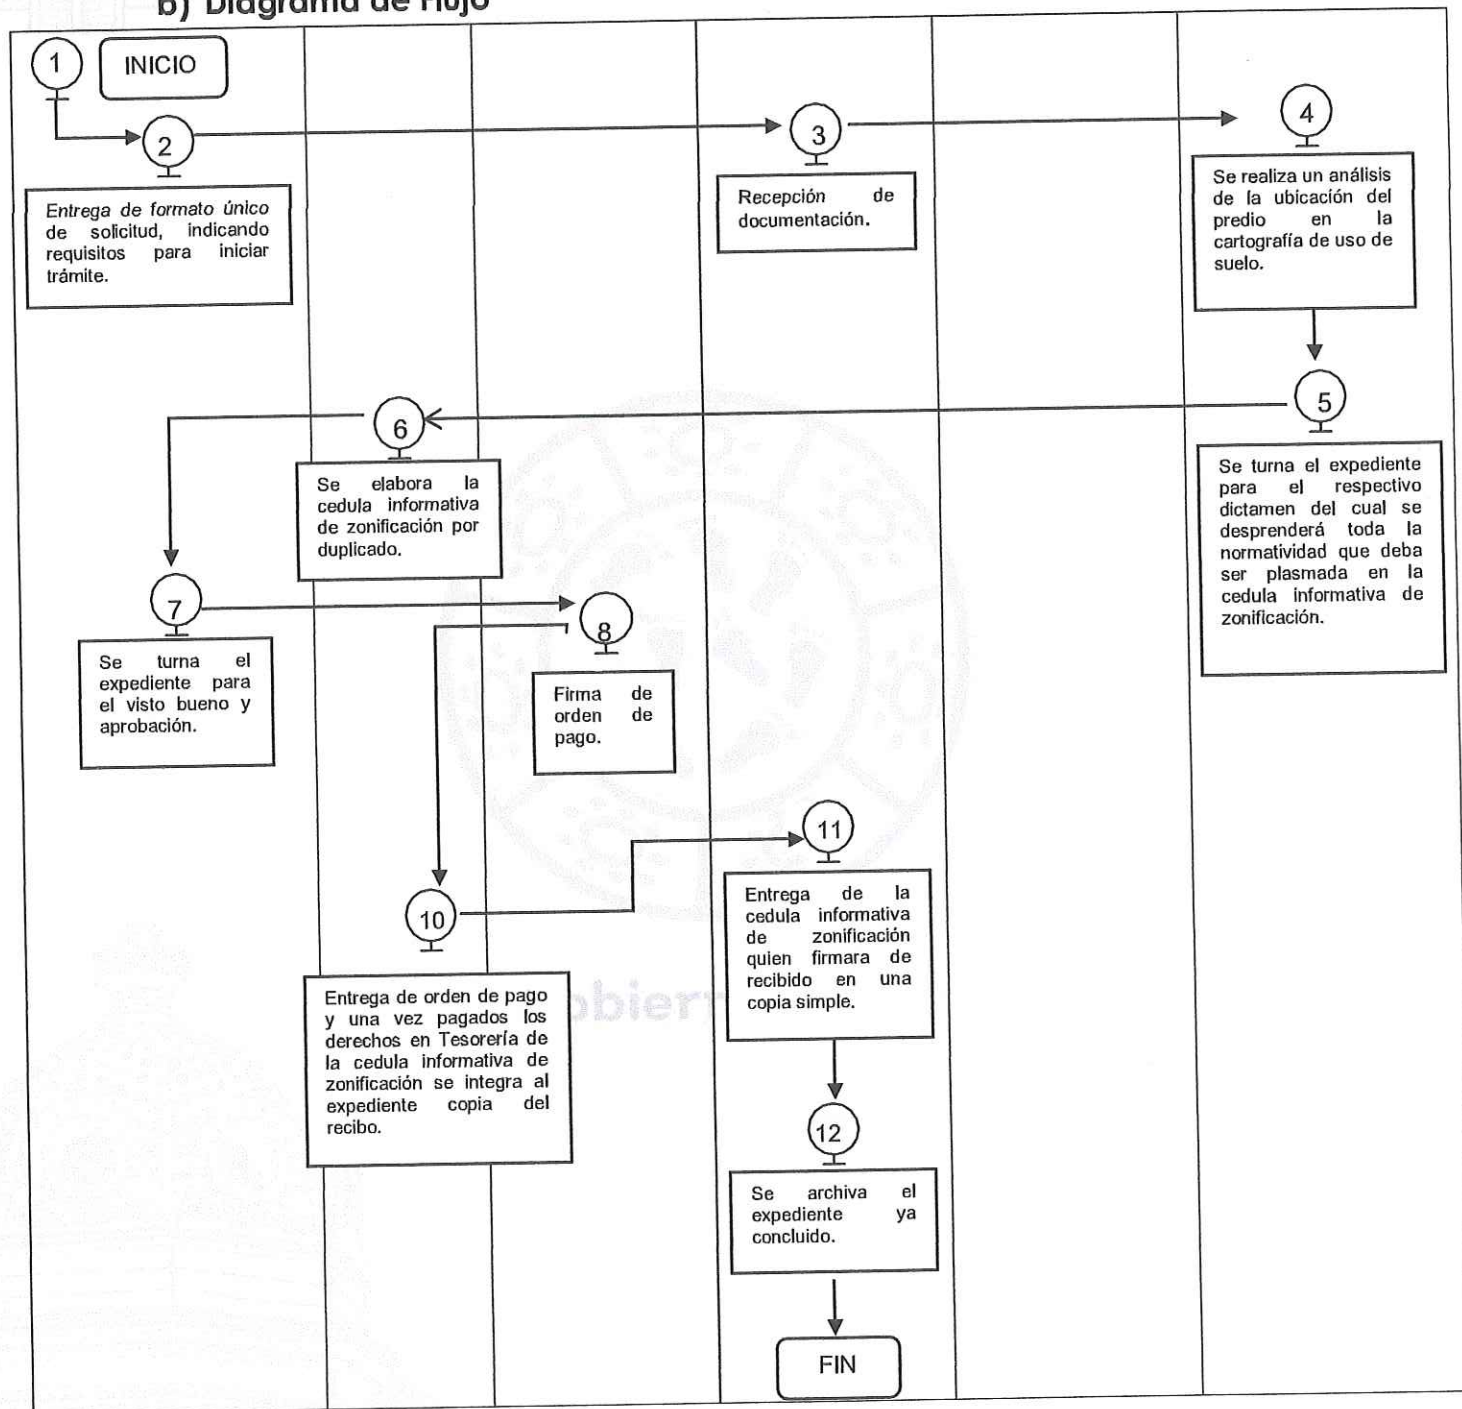 b) Diagrama de Flujo
1
INICIO
2
Entrega de formato único
de solicitud, indicando
requisitos para iniciar
trámite.
3
Recepción de
documentación.
4
Se realiza un análisis
de la ubicación del
predio en la
cartografía de uso de
suelo.
5
Se turna el expediente
para el respectivo
dictamen del cual se
desprenderá toda la
normatividad que deba
ser plasmada en la
cedula informativa de
zonificación.
6
Se elabora la
cedula informativa
de zonificación por
duplicado.
7
Se turna el
expediente para
el visto bueno y
aprobación.
8
Firma de
orden de
pago.
10
Entrega de orden de pago
y una vez pagados los
derechos en Tesorería de
la cedula informativa de
zonificación se integra al
expediente copia del
recibo.
obier
11
Entrega de la
cedula informativa
de zonificación
quien firmara de
recibido en una
copia simple.
12
Se archiva el
expediente ya
concluido.
FIN